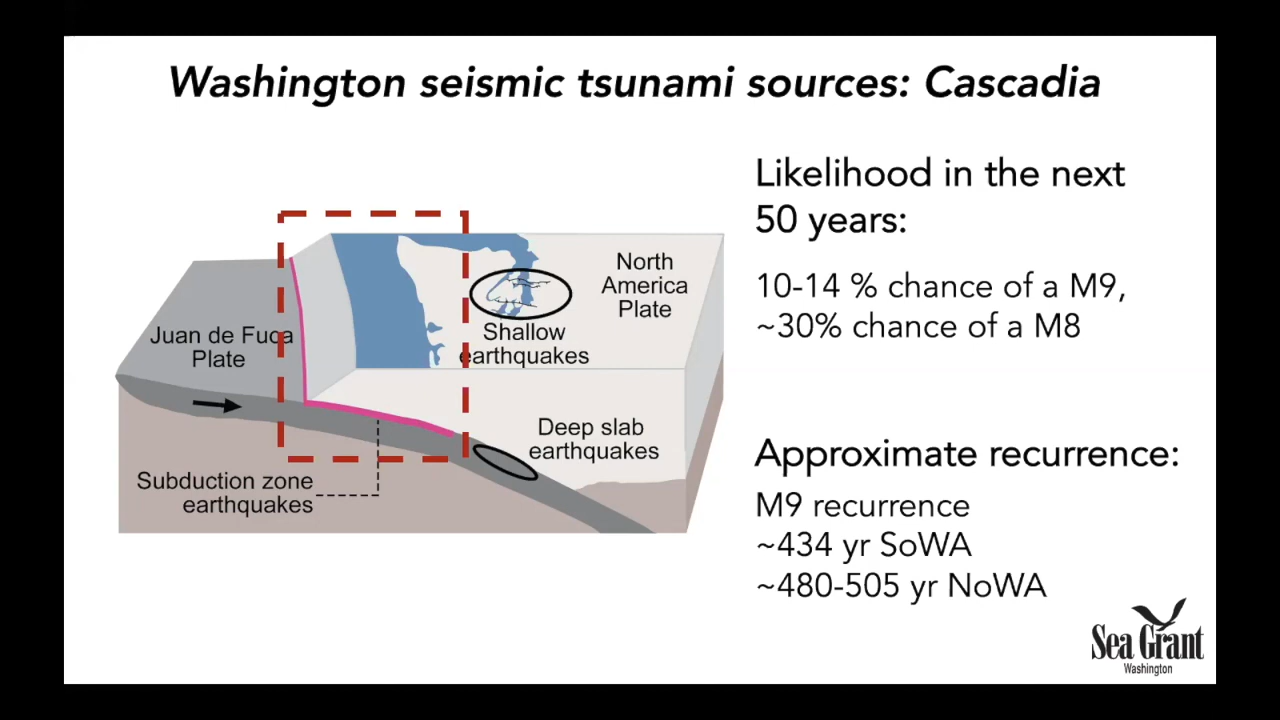 Washington seismic tsunami sources: Cascadia
Likelihood in the next
50 years:
10-14 % chance of a M9,
~30% chance of a M8
Approximate recurrence:
M9 recurrence
~434 yr SoWA
~480-505 yr NoWA
Juan de Fuca
Plate
North
America
Plate
Shallow
earthquakes
Deep slab
earthquakes
Subduction zone
earthquakes
Sea Grant
Washington